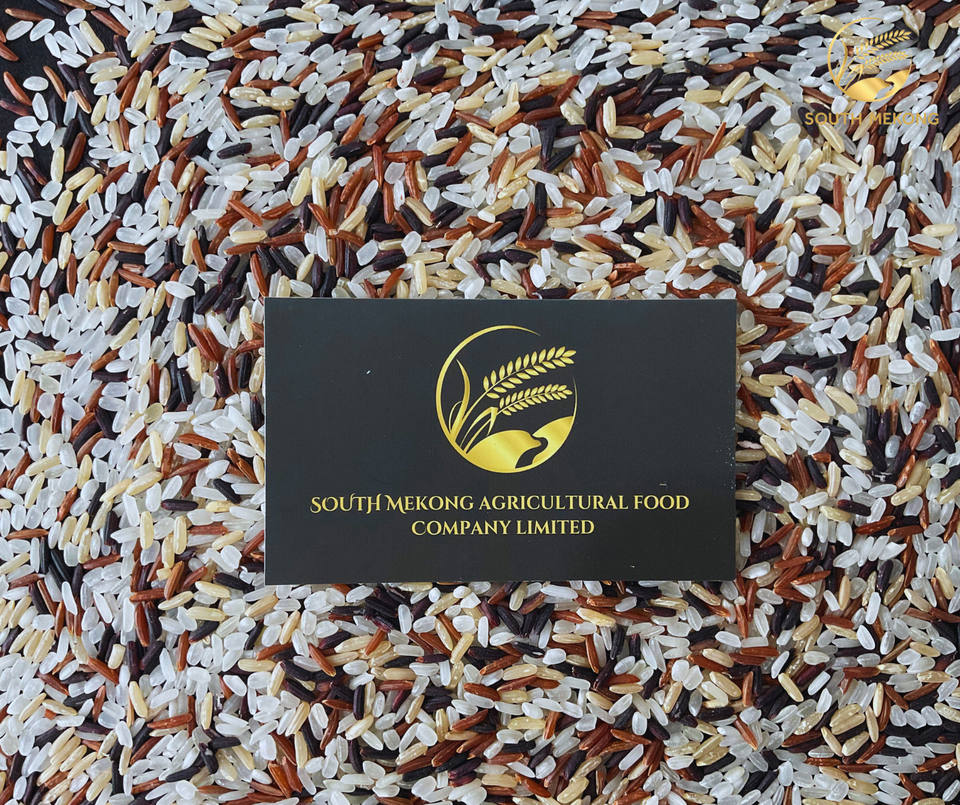 SOUTH MEKONG
SOUTH MEKONG AGRICULTURAL FOOD
COMPANY LIMITED